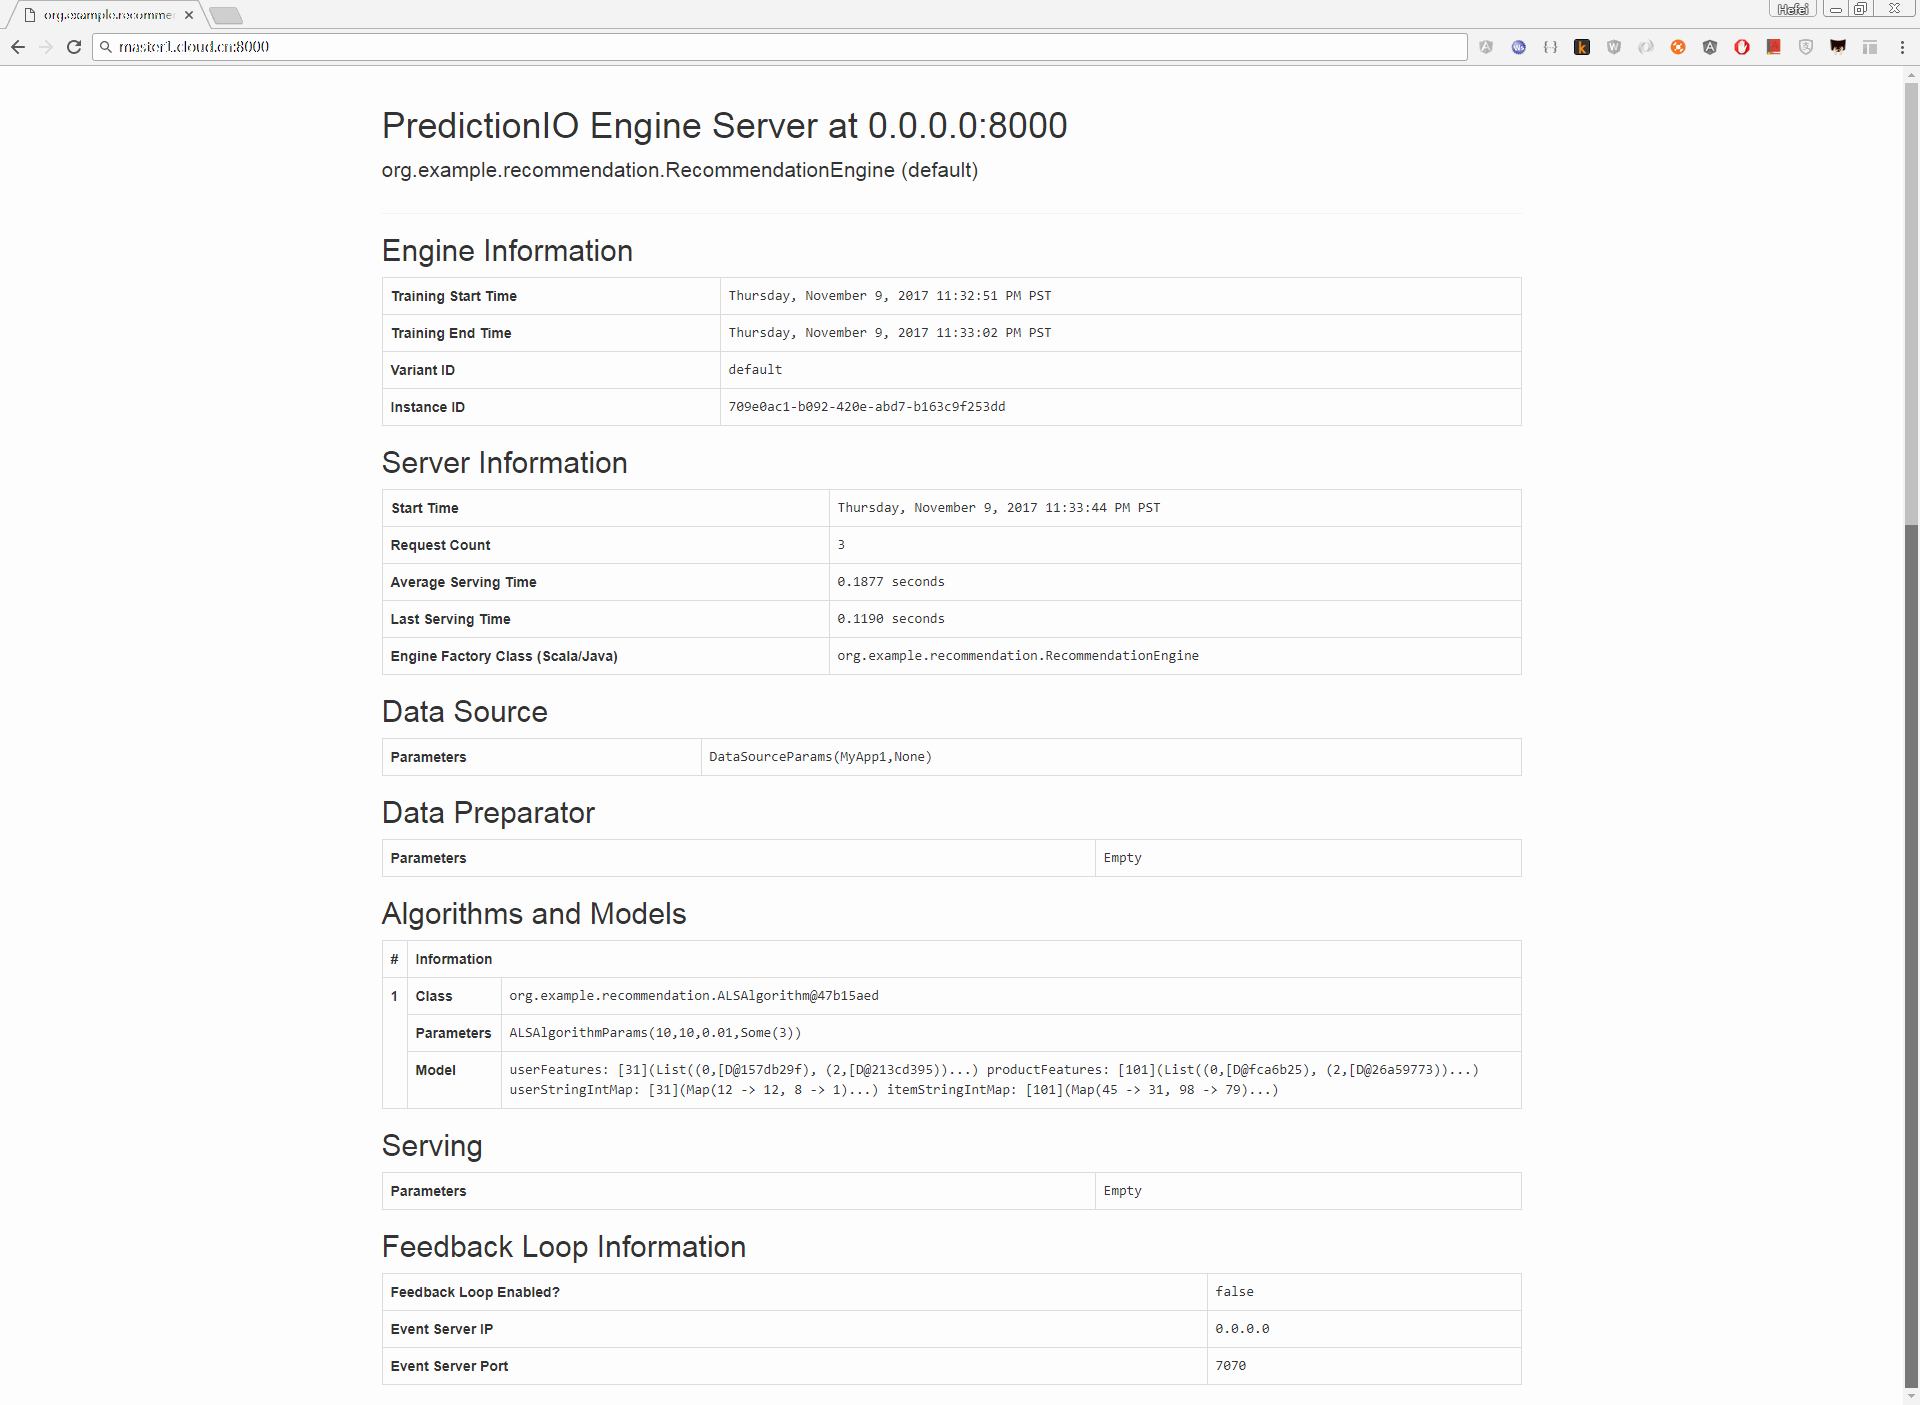 org.example.recommer
Hefei
master1.cloud.cn:8000
PredictionIO Engine Server at 0.0.0.0:8000
org.example.recommendation.RecommendationEngine (default)
Engine Information
Training Start Time Thursday, November 9, 2017 11:32:51 PM PST
Training End Time Thursday, November 9, 2017 11:33:02 PM PST
Variant ID default
Instance ID 709e0ac1-b092-420e-abd7-b163c9f253dd
Server Information
Start Time Thursday, November 9, 2017 11:33:44 PM PST
Request Count 3
Average Serving Time 0.1877 seconds
Last Serving Time 0.1190 seconds
Engine Factory Class (Scala/Java) org.example.recommendation.RecommendationEngine
Data Source
Parameters DataSourceParams(MyApp1,None)
Data Preparator
Parameters Empty
Algorithms and Models
# Information
1 Class org.example.recommendation.ALSAlgorithm@47b15aed
Parameters ALSAlgorithmParams(10,10,0.01,Some(3))
Model userFeatures: [31](List((0,[D@157db29f), (2,[D@213cd395))...) productFeatures: [101](List((0,[D@fca6b25), (2,[D@26a59773))...)
userStringIntMap: [31](Map(12 -> 12, 8 -> 1)...) itemStringIntMap: [101](Map(45 -> 31, 98 -> 79)...)
Serving
Parameters Empty
Feedback Loop Information
Feedback Loop Enabled? false
Event Server IP 0.0.0.0
Event Server Port 7070